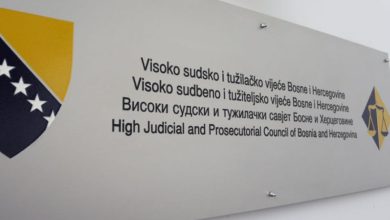 Visoko sudsko i tužilačko vijeće Bosne i Hercegovine
Visoko sudbeno i tužiteljsko vijeće Bosne i Hercegovine
Високи судски и тужилачки савјет Босне и Херцеговине
High Judicial and Prosecutorial Council of Bosnia and Herzegovina